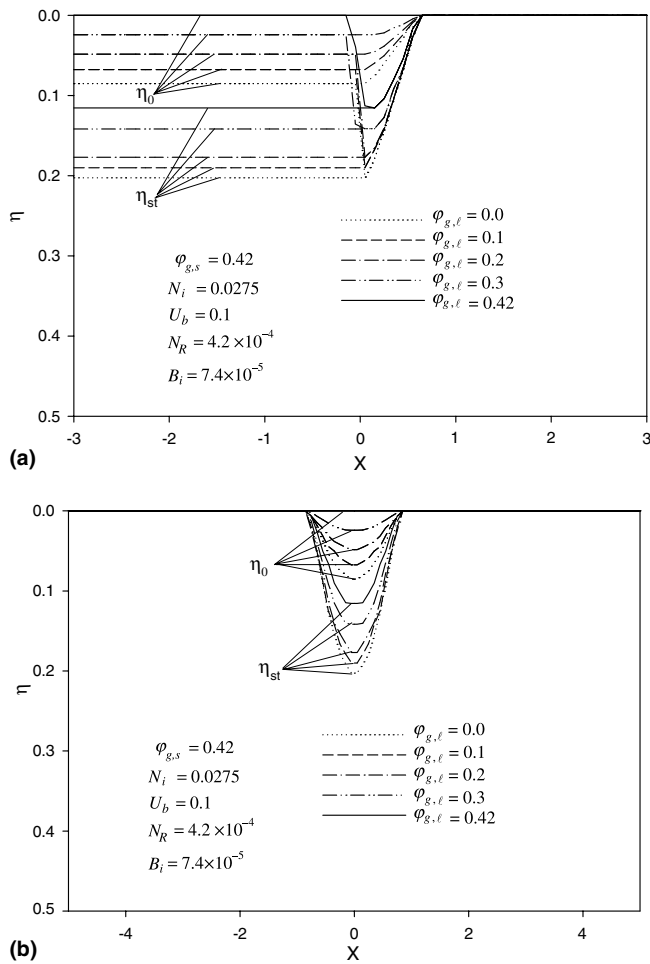 0.0
0.1
0.2
0.3
0.4
0.5
η
η₀
ηst
φg,ℓ = 0.0
φg,ℓ = 0.1
φg,ℓ = 0.2
φg,ℓ = 0.3
φg,ℓ = 0.42
φg,s = 0.42
Ni = 0.0275
Ub = 0.1
NR = 4.2×10⁻⁴
Bi = 7.4×10⁻⁵
-3 -2 -1 0 1 2 3
X
(a)
0.0
0.1
0.2
0.3
0.4
0.5
η
η₀
ηst
φg,ℓ = 0.0
φg,ℓ = 0.1
φg,ℓ = 0.2
φg,ℓ = 0.3
φg,ℓ = 0.42
φg,s = 0.42
Ni = 0.0275
Ub = 0.1
NR = 4.2×10⁻⁴
Bi = 7.4×10⁻⁵
-4 -2 0 2 4
X
(b)